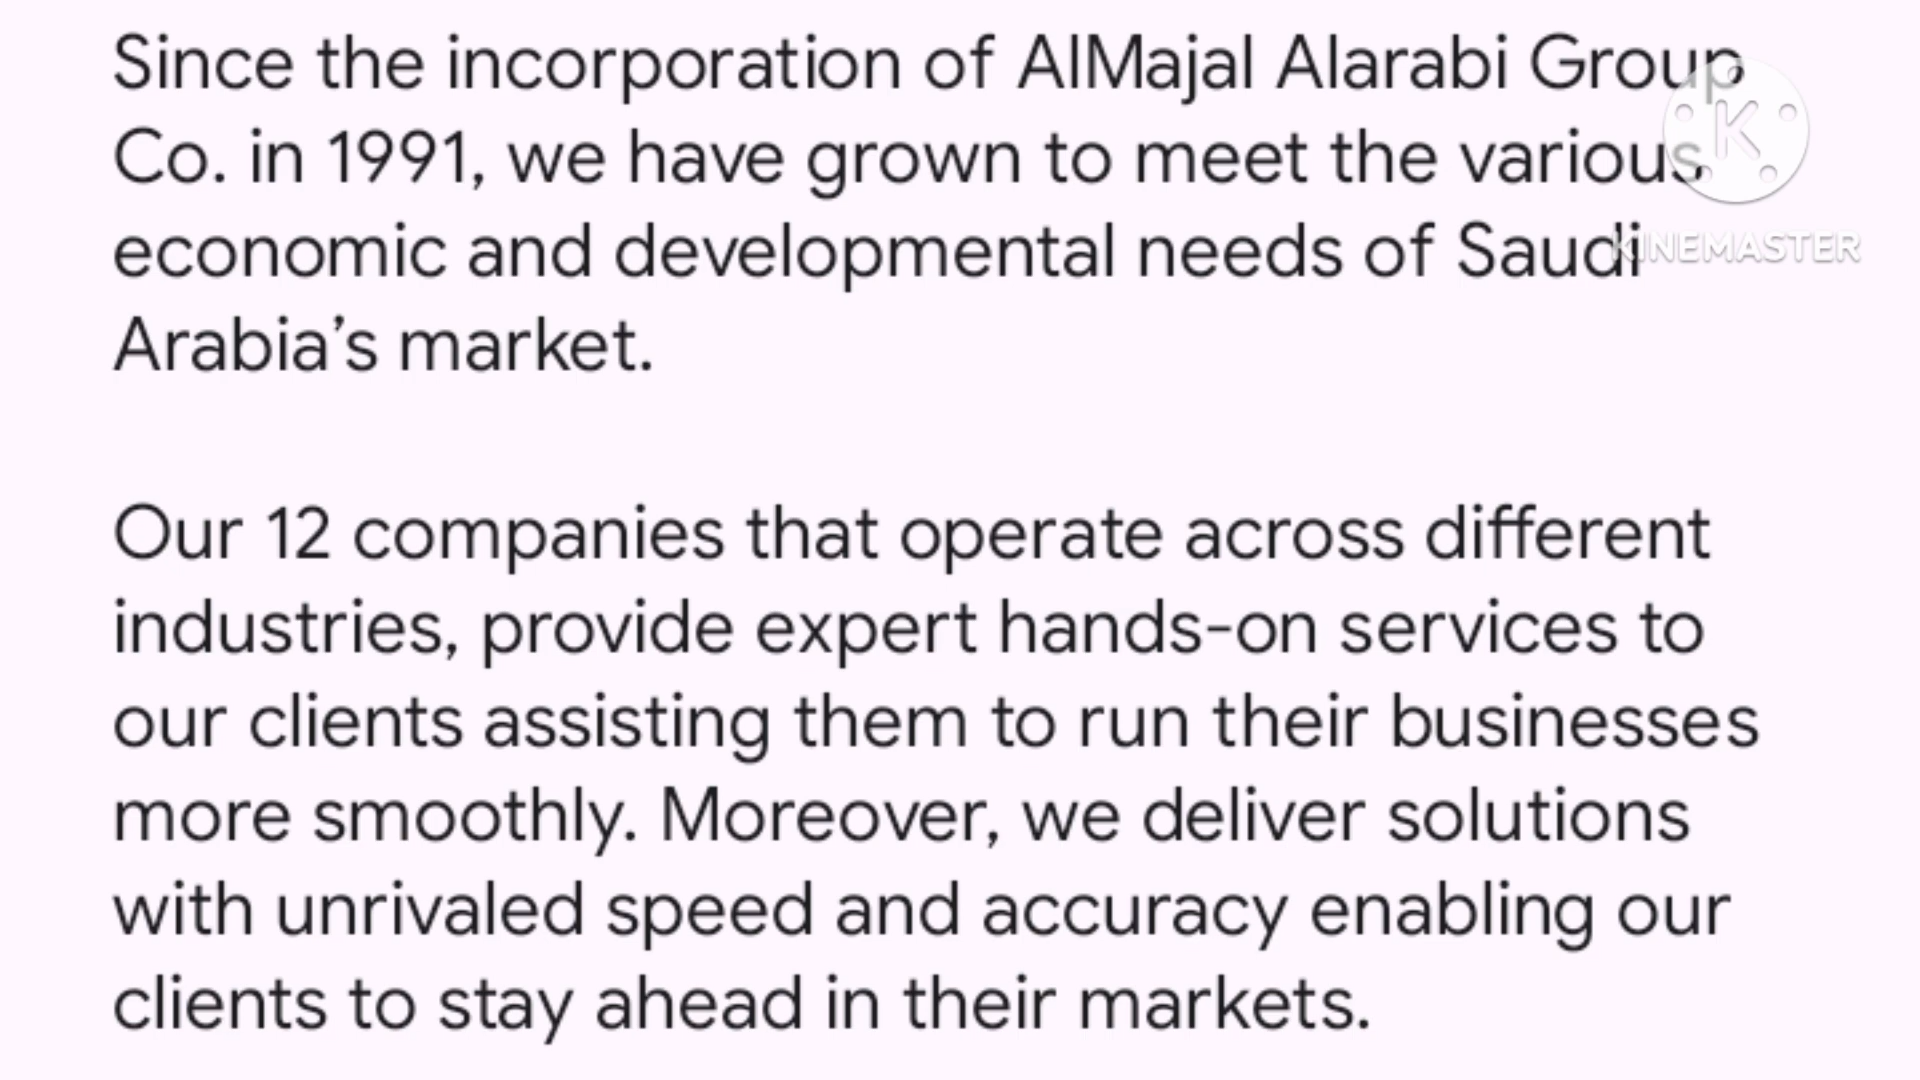 Since the incorporation of AlMajal Alarabi Group
Co. in 1991, we have grown to meet the various
economic and developmental needs of Saudi
Arabia’s market.
Our 12 companies that operate across different
industries, provide expert hands-on services to
our clients assisting them to run their businesses
more smoothly. Moreover, we deliver solutions
with unrivaled speed and accuracy enabling our
clients to stay ahead in their markets.
K
KINEMASTER